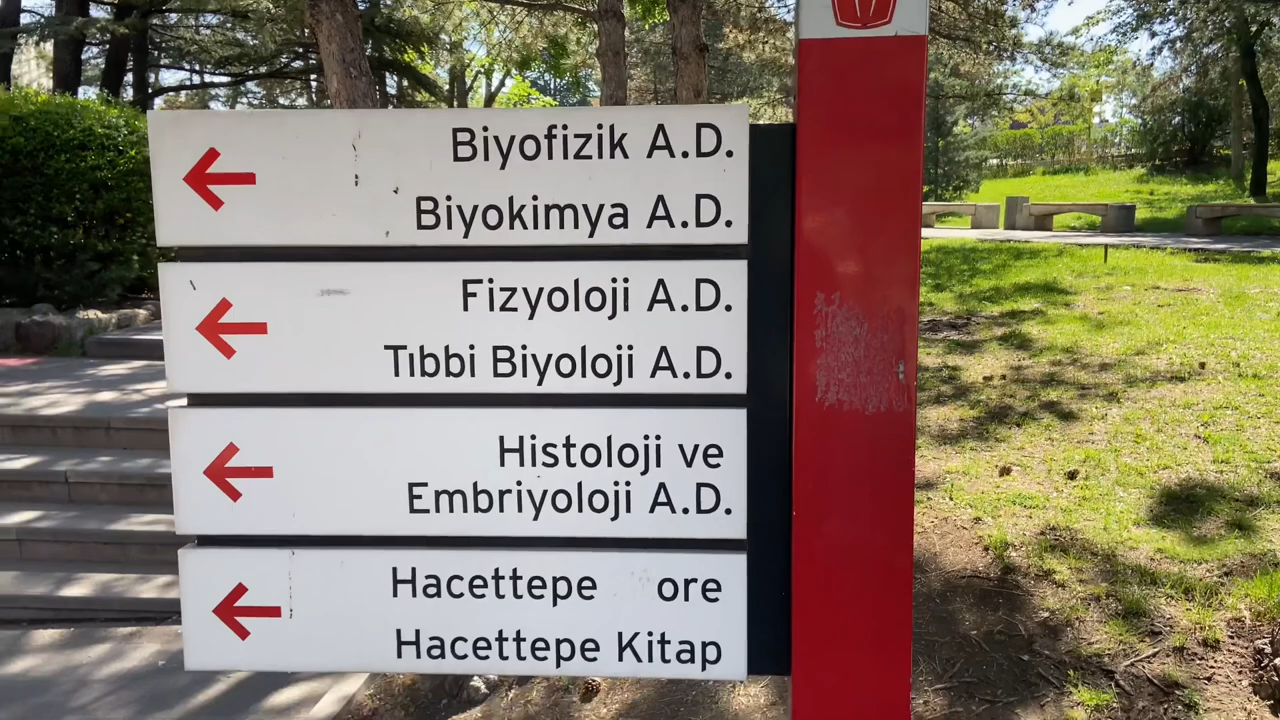 Biyofizik A.D.
Biyokimya A.D.
Fizyoloji A.D.
Tıbbi Biyoloji A.D.
Histoloji ve
Embriyoloji A.D.
Hacettepe ore
Hacettepe Kitap